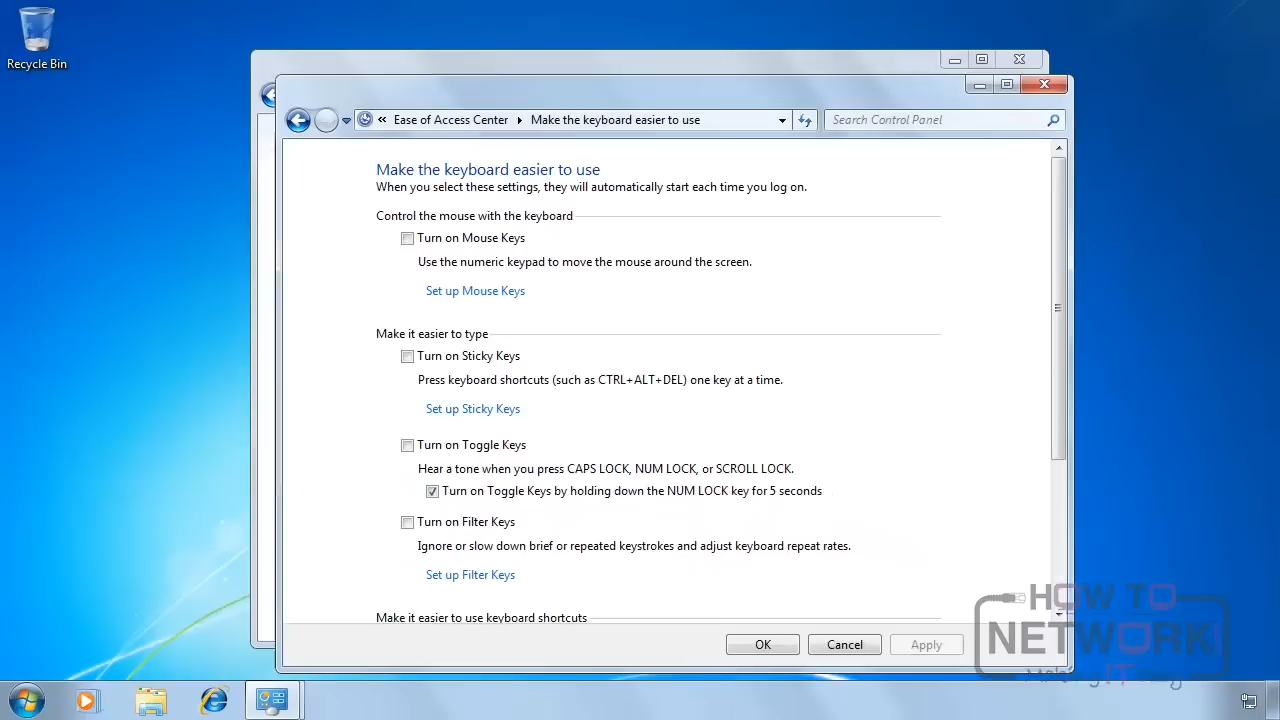 Recycle Bin
« Ease of Access Center ▸ Make the keyboard easier to use
Search Control Panel
Make the keyboard easier to use
When you select these settings, they will automatically start each time you log on.
Control the mouse with the keyboard
Turn on Mouse Keys
Use the numeric keypad to move the mouse around the screen.
Set up Mouse Keys
Make it easier to type
Turn on Sticky Keys
Press keyboard shortcuts (such as CTRL+ALT+DEL) one key at a time.
Set up Sticky Keys
Turn on Toggle Keys
Hear a tone when you press CAPS LOCK, NUM LOCK, or SCROLL LOCK.
Turn on Toggle Keys by holding down the NUM LOCK key for 5 seconds
Turn on Filter Keys
Ignore or slow down brief or repeated keystrokes and adjust keyboard repeat rates.
Set up Filter Keys
Make it easier to use keyboard shortcuts
OK
Cancel
Apply
HOW TO
NETWORK